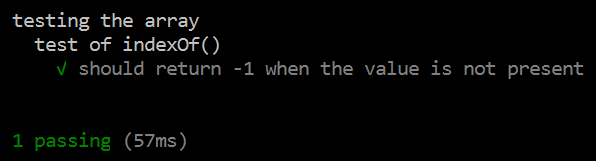 testing the array
test of indexOf()
√ should return -1 when the value is not present
1 passing (57ms)